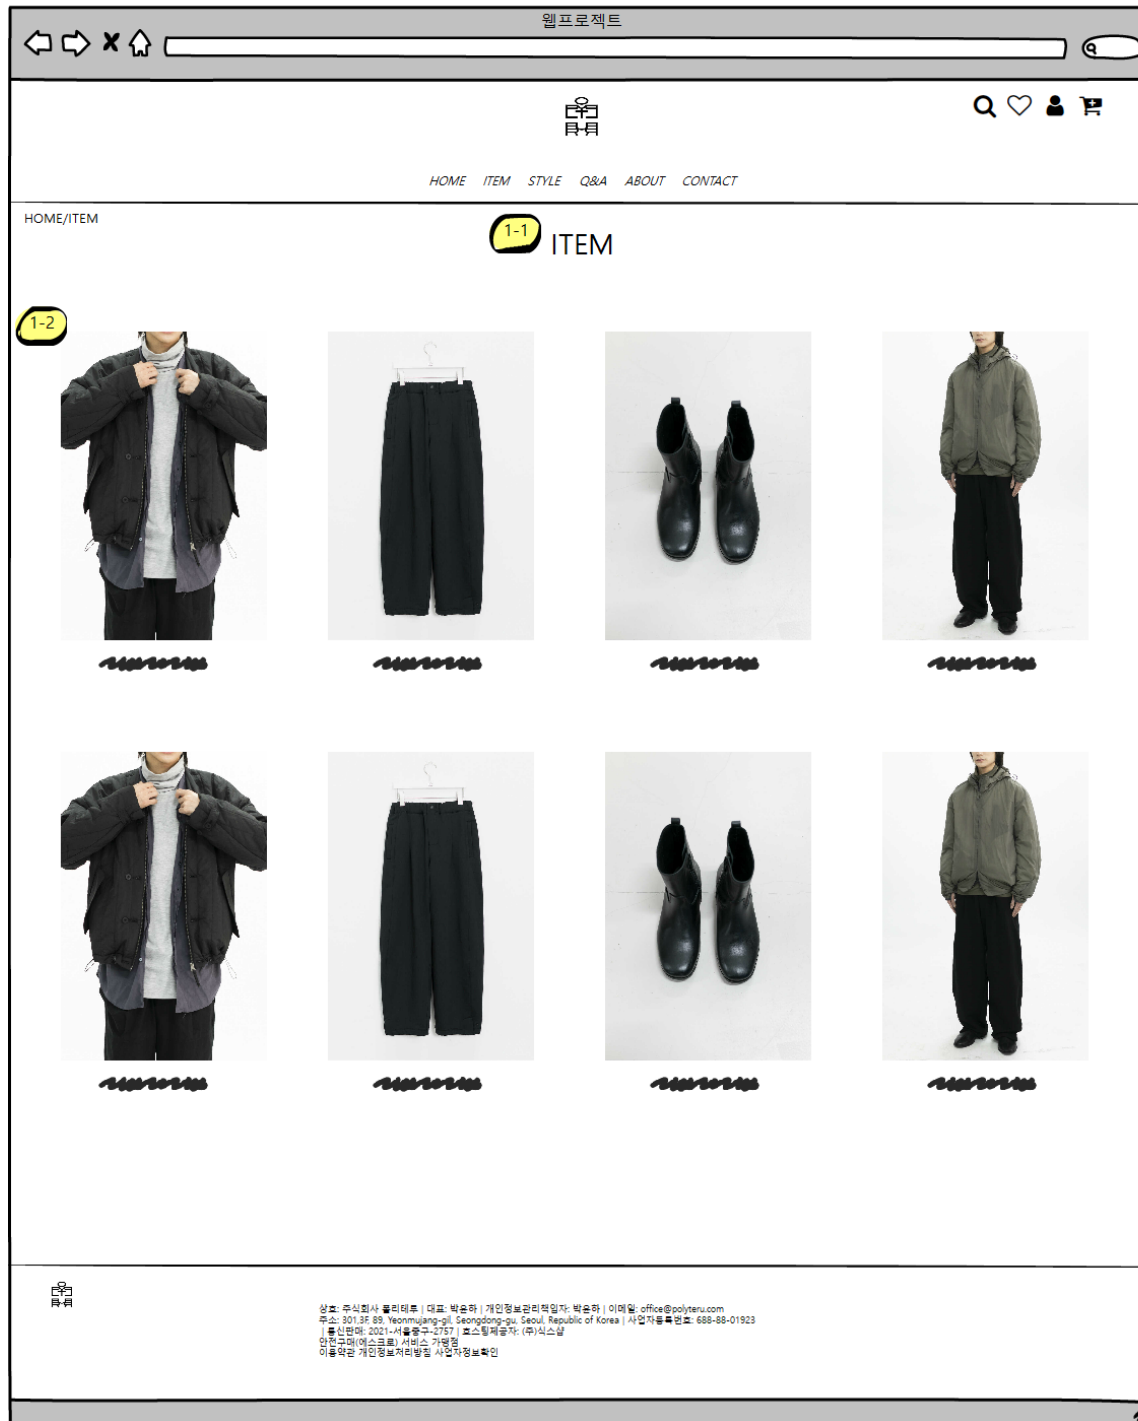 웹프로젝트
HOME ITEM STYLE Q&A ABOUT CONTACT
HOME/ITEM
1-1
ITEM
1-2
상호: 주식회사 폴리테루 | 대표: 박윤하 | 개인정보관리책임자: 박윤하 | 이메일: office@polyteru.com
주소: 301,3F, 89, Yeonmujang-gil, Seongdong-gu, Seoul, Republic of Korea | 사업자등록번호: 688-88-01923
| 통신판매: 2021-서울중구-2757 | 호스팅제공자: (주)식스샵
안전구매(에스크로) 서비스 가맹점
이용약관 개인정보처리방침 사업자정보확인